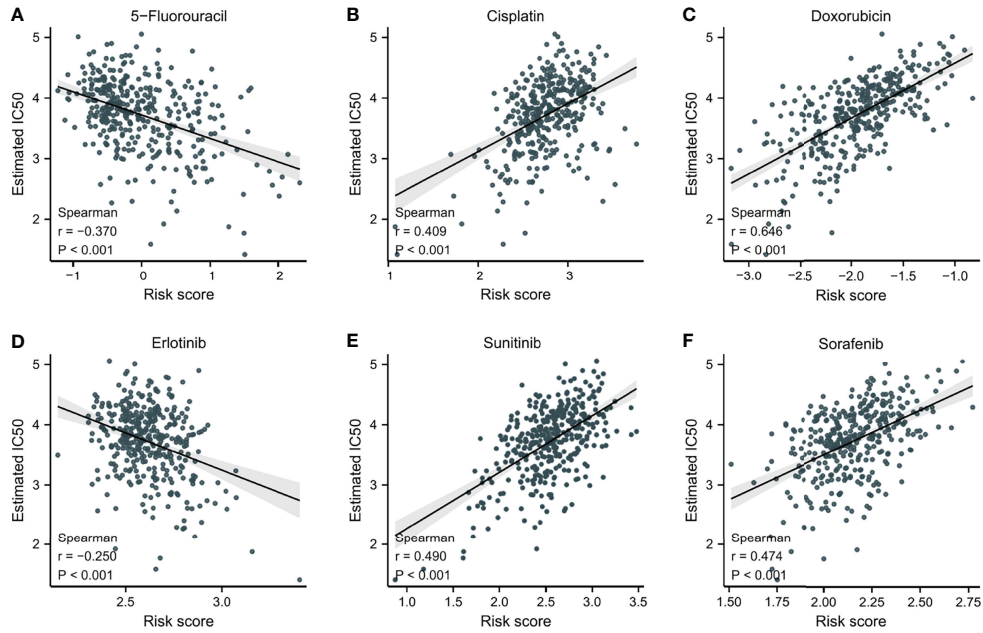 A 5−Fluorouracil
5
4
3
2
Estimated IC50
Spearman
r = −0.370
P < 0.001
−1 0 1 2
Risk score
B Cisplatin
5
4
3
2
Estimated IC50
Spearman
r = 0.409
P < 0.001
1 2 3
Risk score
C Doxorubicin
5
4
3
2
Estimated IC50
Spearman
r = 0.646
P < 0.001
−3.0 −2.5 −2.0 −1.5 −1.0
Risk score
D Erlotinib
5
4
3
2
Estimated IC50
Spearman
r = −0.250
P < 0.001
2.5 3.0
Risk score
E Sunitinib
5
4
3
2
Estimated IC50
Spearman
r = 0.490
P < 0.001
1.0 1.5 2.0 2.5 3.0 3.5
Risk score
F Sorafenib
5
4
3
2
Estimated IC50
Spearman
r = 0.474
P < 0.001
1.50 1.75 2.00 2.25 2.50 2.75
Risk score